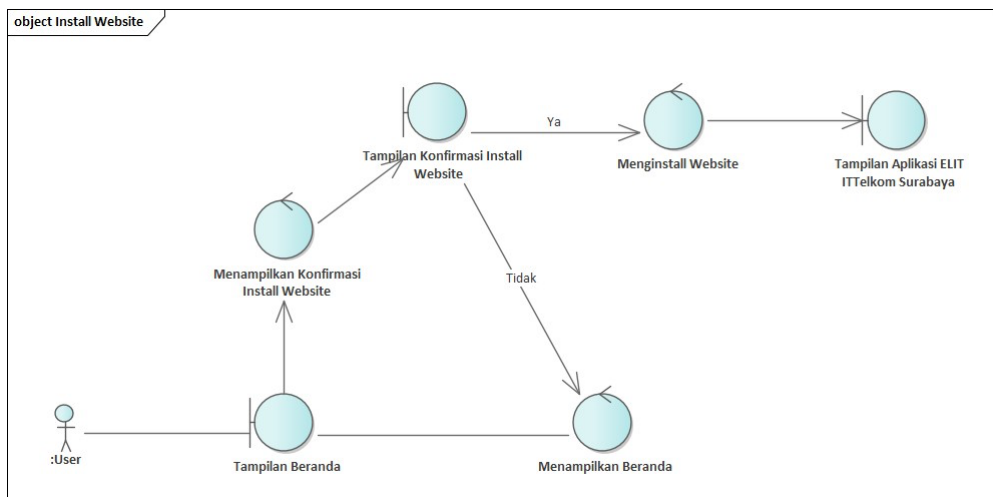 object Install Website
Ya
Tampilan Konfirmasi Install
Website
Menginstall Website
Tampilan Aplikasi ELIT
ITTelkom Surabaya
Menampilkan Konfirmasi
Install Website
Tidak
:User
Tampilan Beranda
Menampilkan Beranda